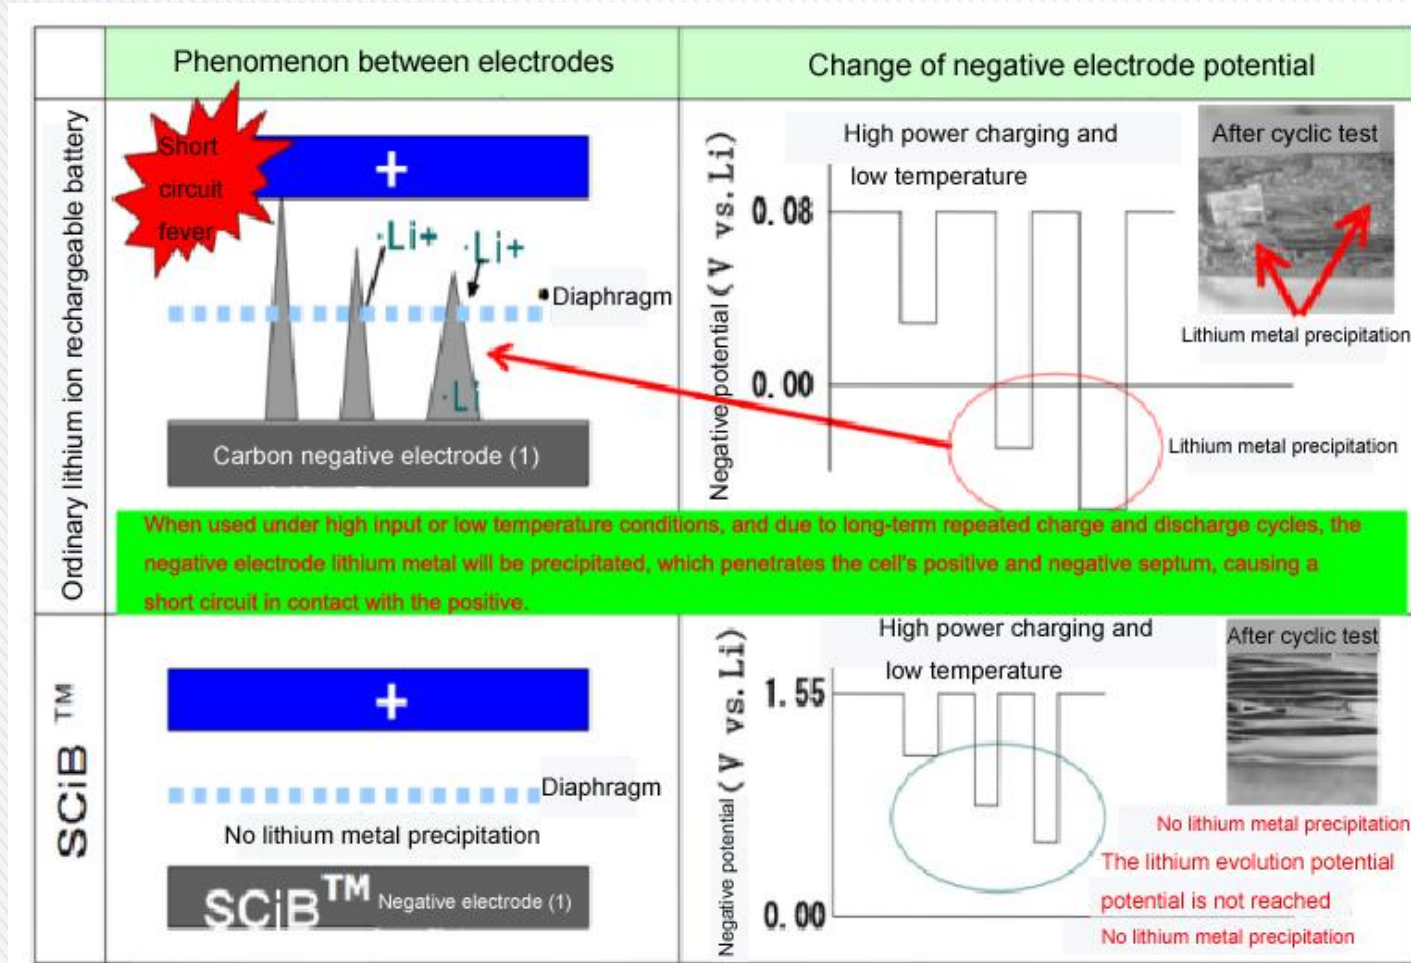 Phenomenon between electrodes
Change of negative electrode potential
Ordinary lithium ion rechargeable battery
Short
circuit
fever
+
·Li+
·Li+
Diaphragm
·Li
Carbon negative electrode (1)
Negative potential (V vs. Li)
High power charging and
low temperature
0.08
0.00
After cyclic test
Lithium metal precipitation
Lithium metal precipitation
When used under high input or low temperature conditions, and due to long-term repeated charge and discharge cycles, the
negative electrode lithium metal will be precipitated, which penetrates the cell's positive and negative septum, causing a
short circuit in contact with the positive.
SCiB TM
+
Diaphragm
No lithium metal precipitation
SCiB™ Negative electrode (1)
Negative potential (V vs. Li)
High power charging and
low temperature
1.55
0.00
After cyclic test
No lithium metal precipitation
The lithium evolution potential
potential is not reached
No lithium metal precipitation